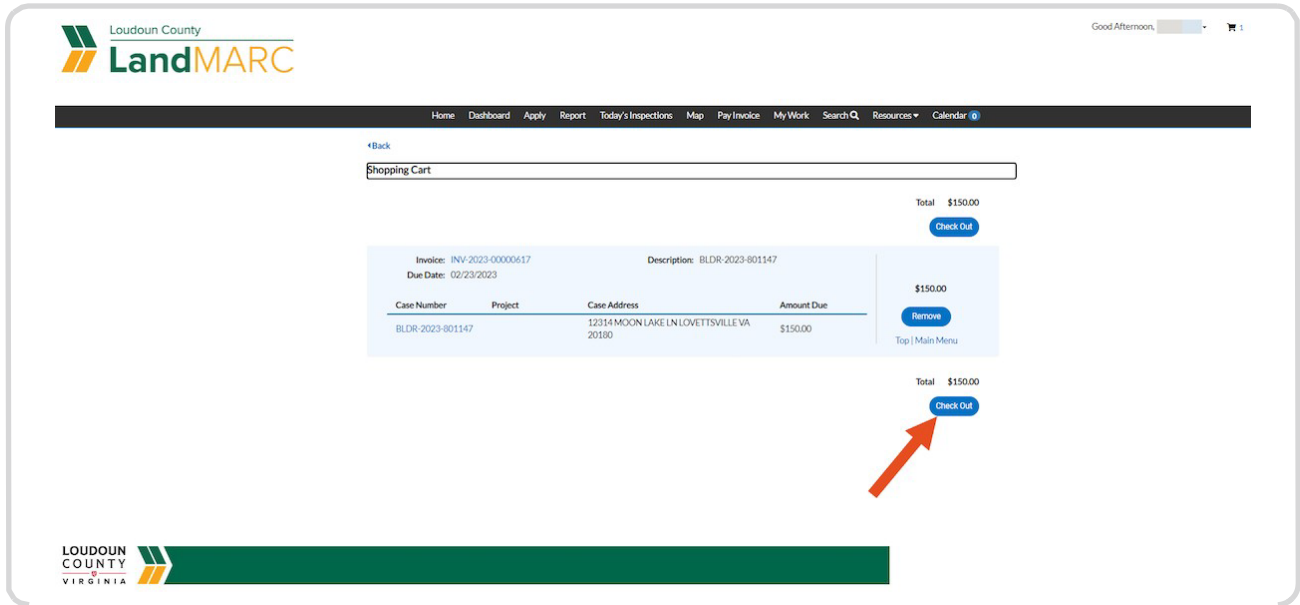 Loudoun County
LandMARC
Good Afternoon,
1
Home Dashboard Apply Report Today's Inspections Map Pay Invoice My Work Search Resources Calendar 0
Back
Shopping Cart
Total $150.00
Check Out
Invoice: INV-2023-00000617 Description: BLDR-2023-801147
Due Date: 02/23/2023
$150.00
Case Number Project Case Address Amount Due
Remove
BLDR-2023-801147 12314 MOON LAKE LN LOVETTSVILLE VA $150.00
20180
Top | Main Menu
Total $150.00
Check Out
LOUDOUN
COUNTY
VIRGINIA